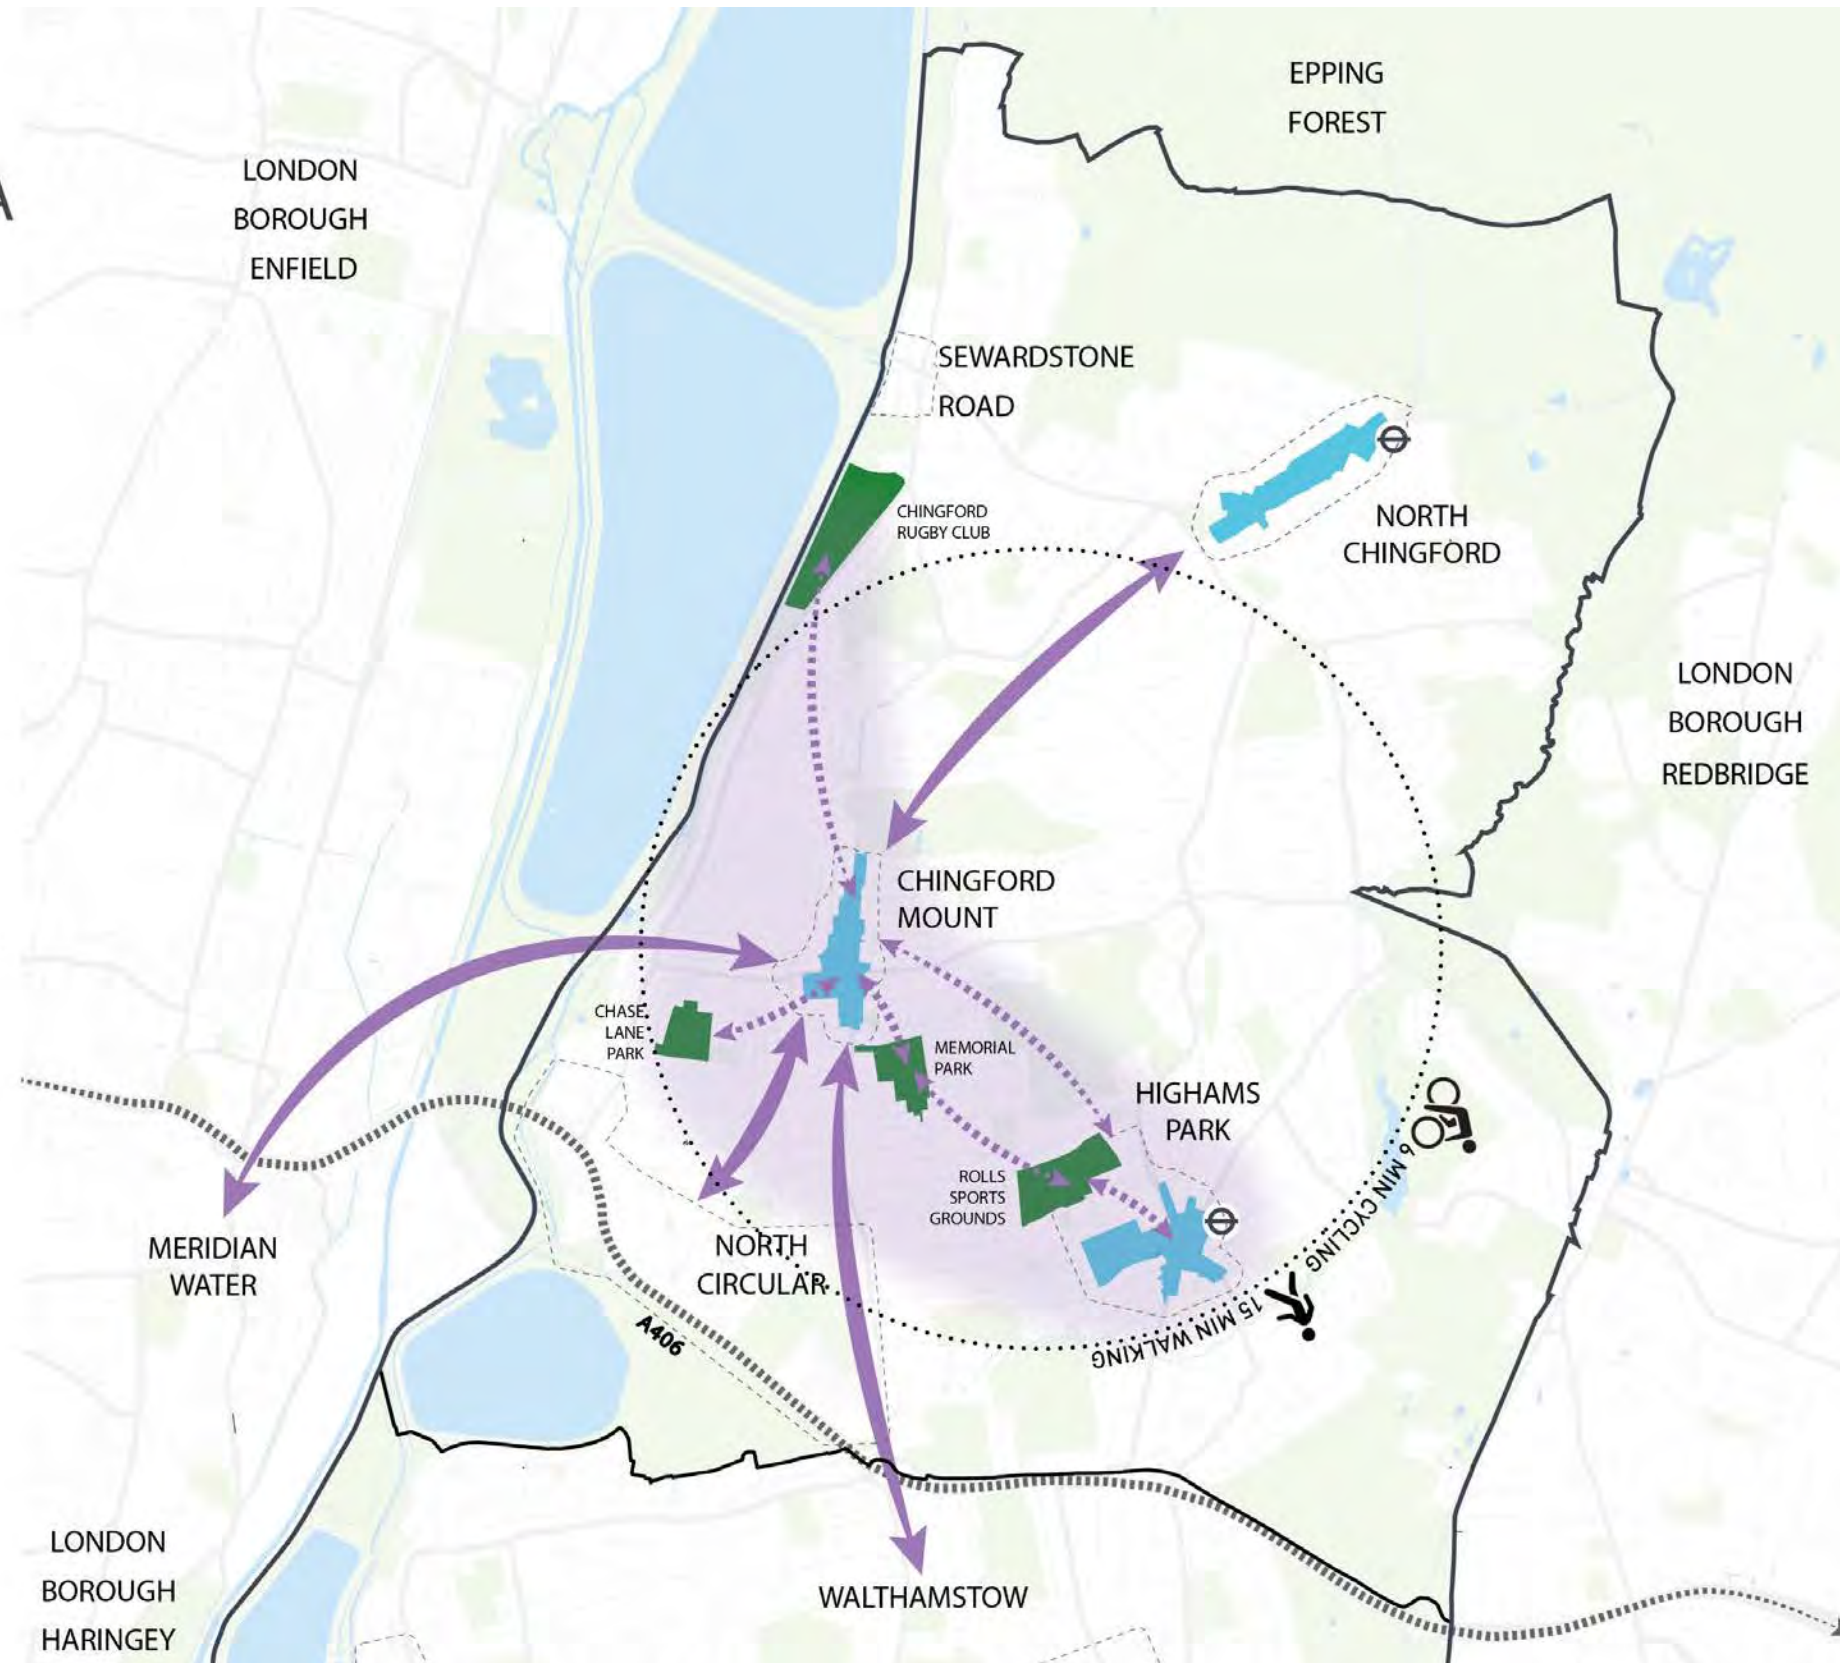 EPPING
FOREST
LONDON
BOROUGH
ENFIELD
SEWARDSTONE
ROAD
CHINGFORD
RUGBY CLUB
NORTH
CHINGFORD
LONDON
BOROUGH
REDBRIDGE
CHINGFORD
MOUNT
CHASE
LANE
PARK
MEMORIAL
PARK
HIGHAMS
PARK
ROLLS
SPORTS
GROUNDS
6 MIN CYCLING
15 MIN WALKING
MERIDIAN
WATER
NORTH
CIRCULAR
A406
LONDON
BOROUGH
HARINGEY
WALTHAMSTOW